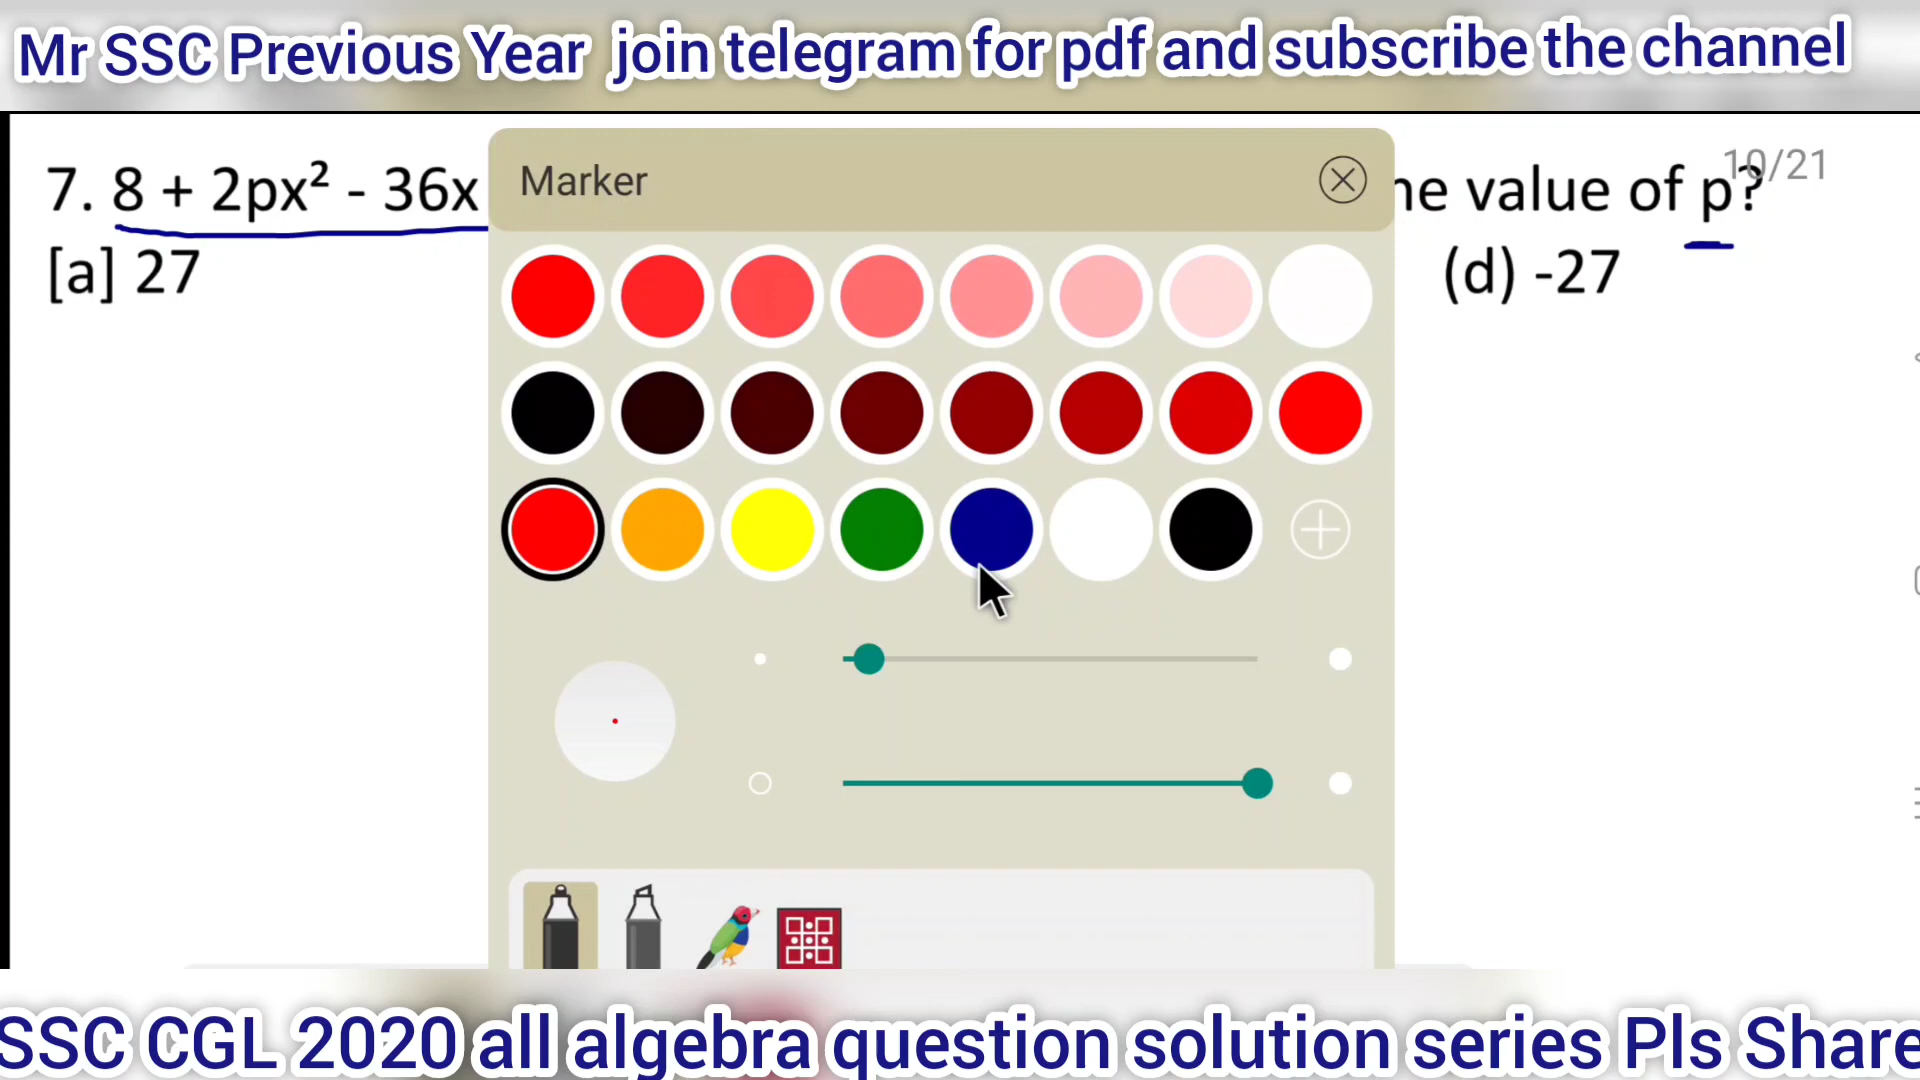 Mr SSC Previous Year join telegram for pdf and subscribe the channel
10/21
7. 8 + 2px² - 36x
Marker
value of p?
[a] 27
(d) -27
SSC CGL 2020 all algebra question solution series Pls Share